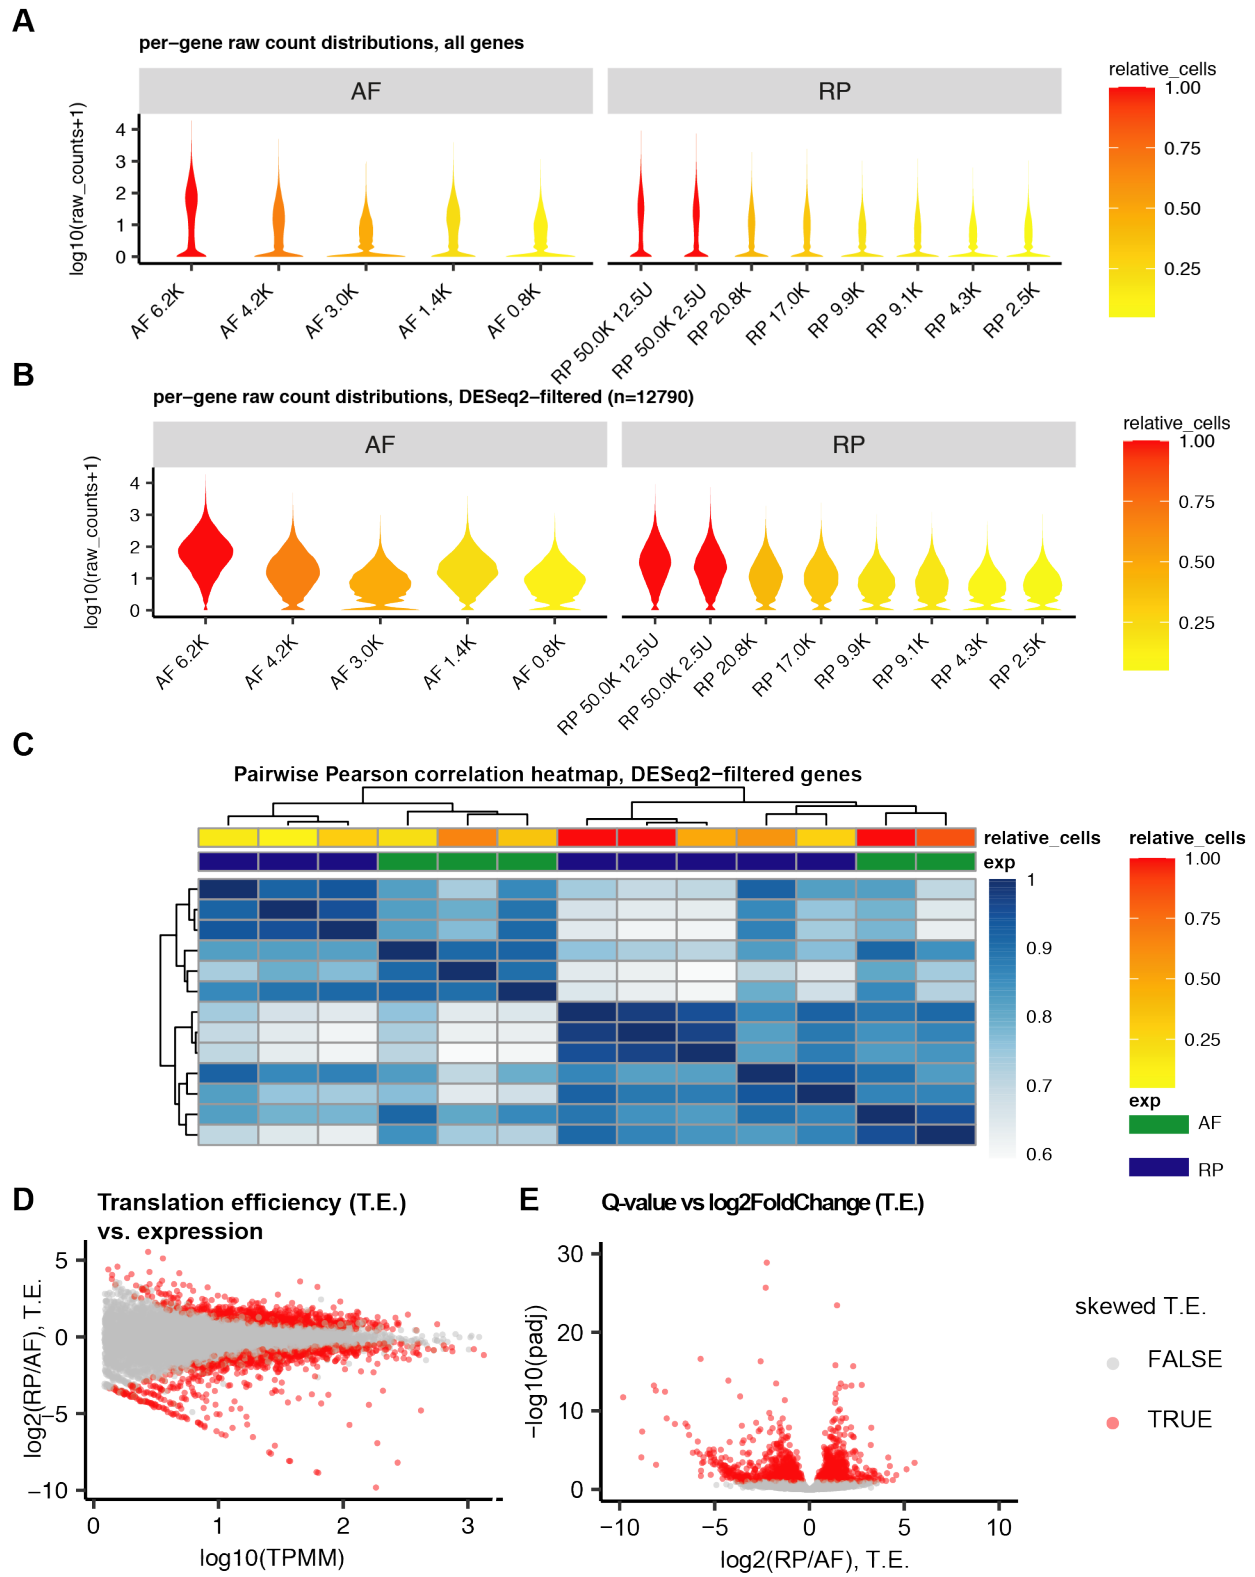 A
per−gene raw count distributions, all genes
AF
RP
log10(raw_counts+1)
4
3
2
1
0
AF 6.2K
AF 4.2K
AF 3.0K
AF 1.4K
AF 0.8K
RP 50.0K 12.5U
RP 50.0K 2.5U
RP 20.8K
RP 17.0K
RP 9.9K
RP 9.1K
RP 4.3K
RP 2.5K
relative_cells
1.00
0.75
0.50
0.25
B
per−gene raw count distributions, DESeq2−filtered (n=12790)
AF
RP
log10(raw_counts+1)
4
3
2
1
0
AF 6.2K
AF 4.2K
AF 3.0K
AF 1.4K
AF 0.8K
RP 50.0K 12.5U
RP 50.0K 2.5U
RP 20.8K
RP 17.0K
RP 9.9K
RP 9.1K
RP 4.3K
RP 2.5K
relative_cells
1.00
0.75
0.50
0.25
C
Pairwise Pearson correlation heatmap, DESeq2−filtered genes
relative_cells
exp
1
0.9
0.8
0.7
0.6
relative_cells
1.00
0.75
0.50
0.25
exp
AF
RP
D
Translation efficiency (T.E.)
vs. expression
log2(RP/AF), T.E.
5
0
−5
−10
0
1
2
3
log10(TPMM)
E
Q-value vs log2FoldChange (T.E.)
−log10(padj)
30
20
10
0
−10
−5
0
5
10
log2(RP/AF), T.E.
skewed T.E.
FALSE
TRUE